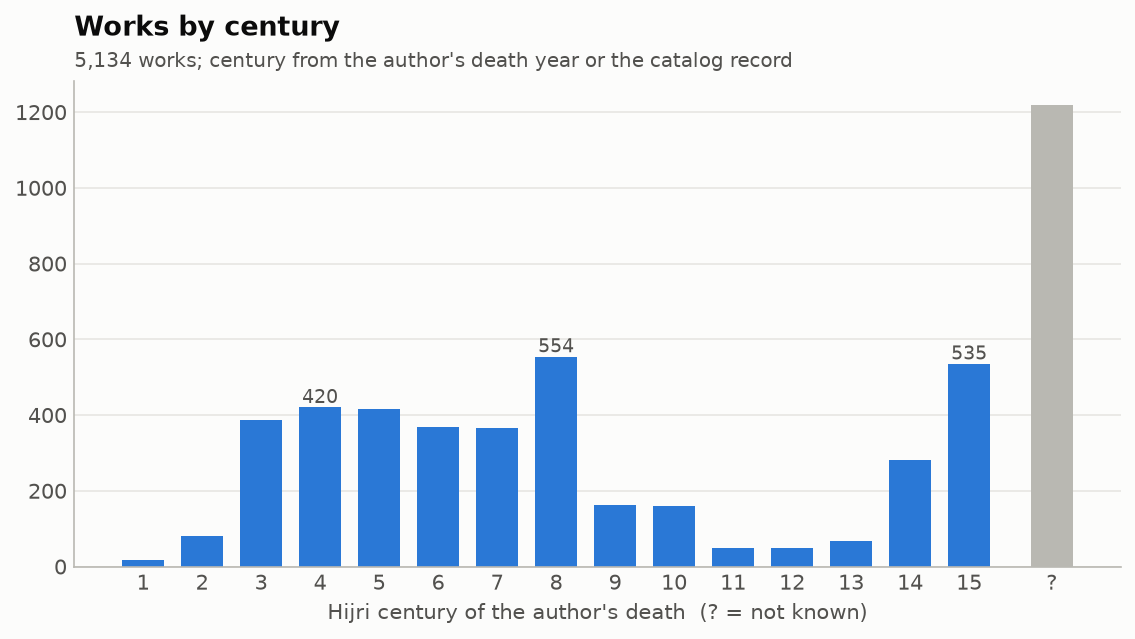 Works by century
5,134 works; century from the author's death year or the catalog record
1200
1000
800
600
400
200
0
420
554
535
1 2 3 4 5 6 7 8 9 10 11 12 13 14 15 ?
Hijri century of the author's death (? = not known)